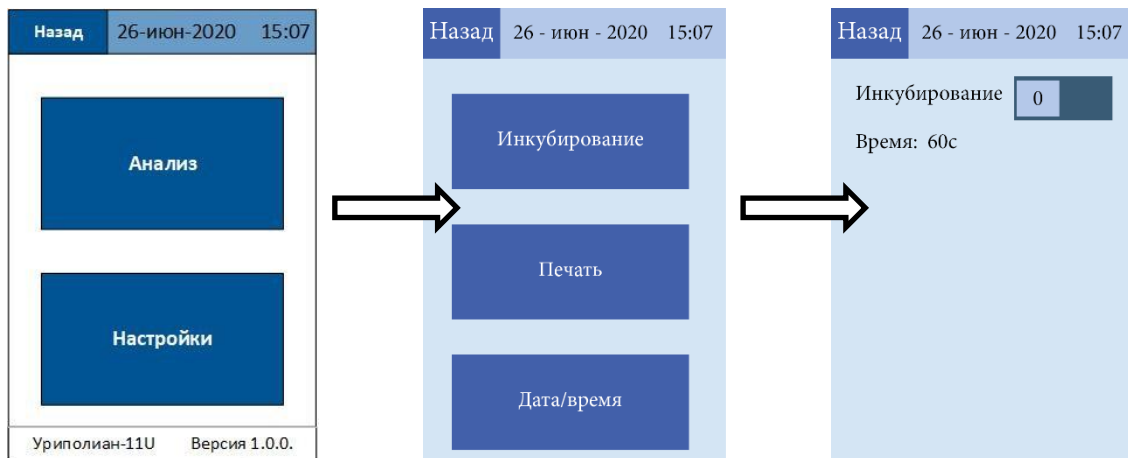 Назад 26-июн-2020 15:07
Анализ
Настройки
Уриполиан-11U Версия 1.0.0.
Назад 26 - июн - 2020 15:07
Инкубирование
Печать
Дата/время
Назад 26 - июн - 2020 15:07
Инкубирование 0
Время: 60с